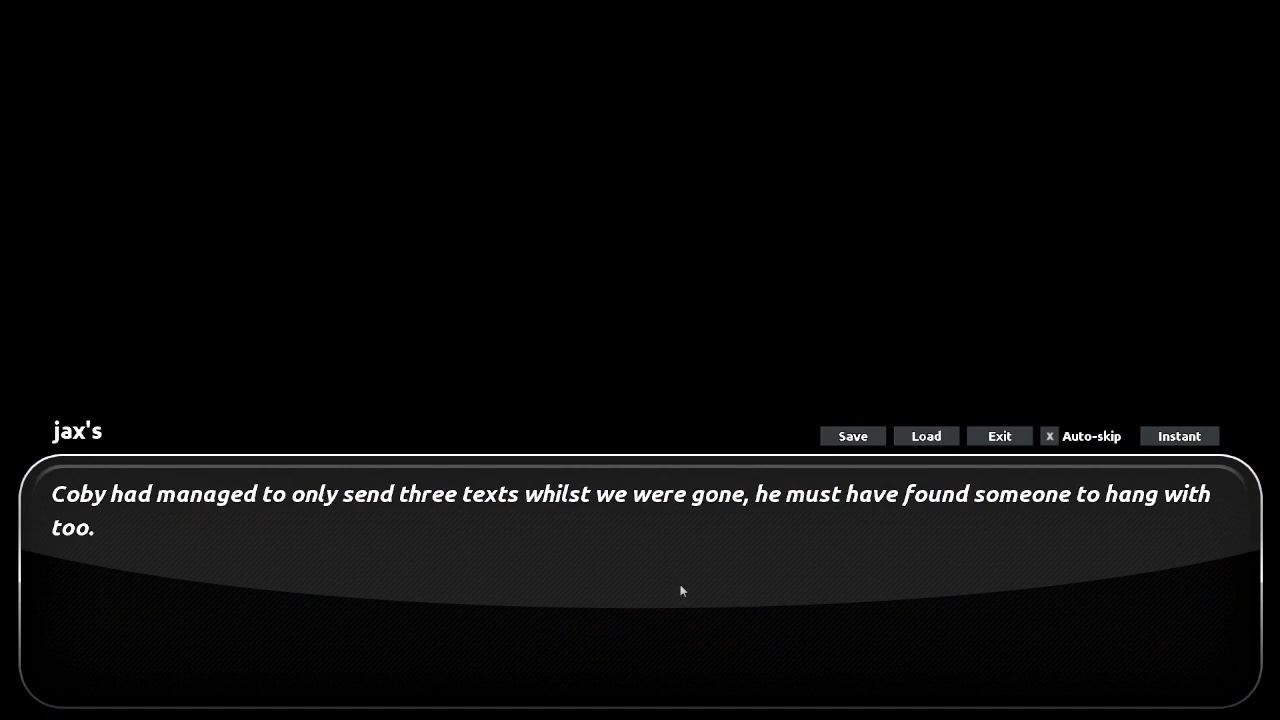 jax's
Save Load Exit x Auto-skip Instant
Coby had managed to only send three texts whilst we were gone, he must have found someone to hang with
too.